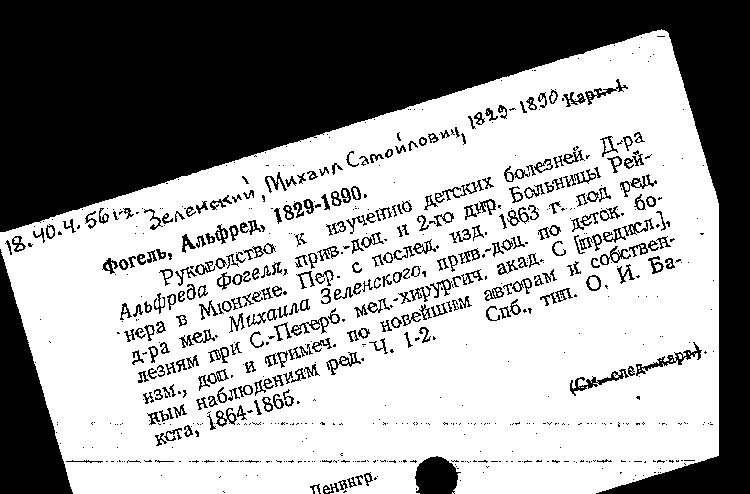 Зеленский, Михаил Самойлович, 1829-1890. Карт. 1.
18.40.4.561-2.
Фогель, Альфред, 1829-1890.
Руководство к изучению детских болезней. Д-ра
Альфреда Фогеля, прив.-доц. и 2-го дир. Больницы Рей-
нера в Мюнхене. Пер. с послед. изд. 1863 г. под ред.
д-ра мед. Михаила Зеленского, прив.-доц. по детск. бо-
лезням при С.-Петерб. мед.-хирургич. акад. С [предисл.],
изм., доп. и примеч. по новейшим авторам и собствен-
ным наблюдениям ред. Ч. 1-2. Спб., тип. О. И. Ба-
кста, 1864-1865.
(См. след. карт.).
Ленингр.